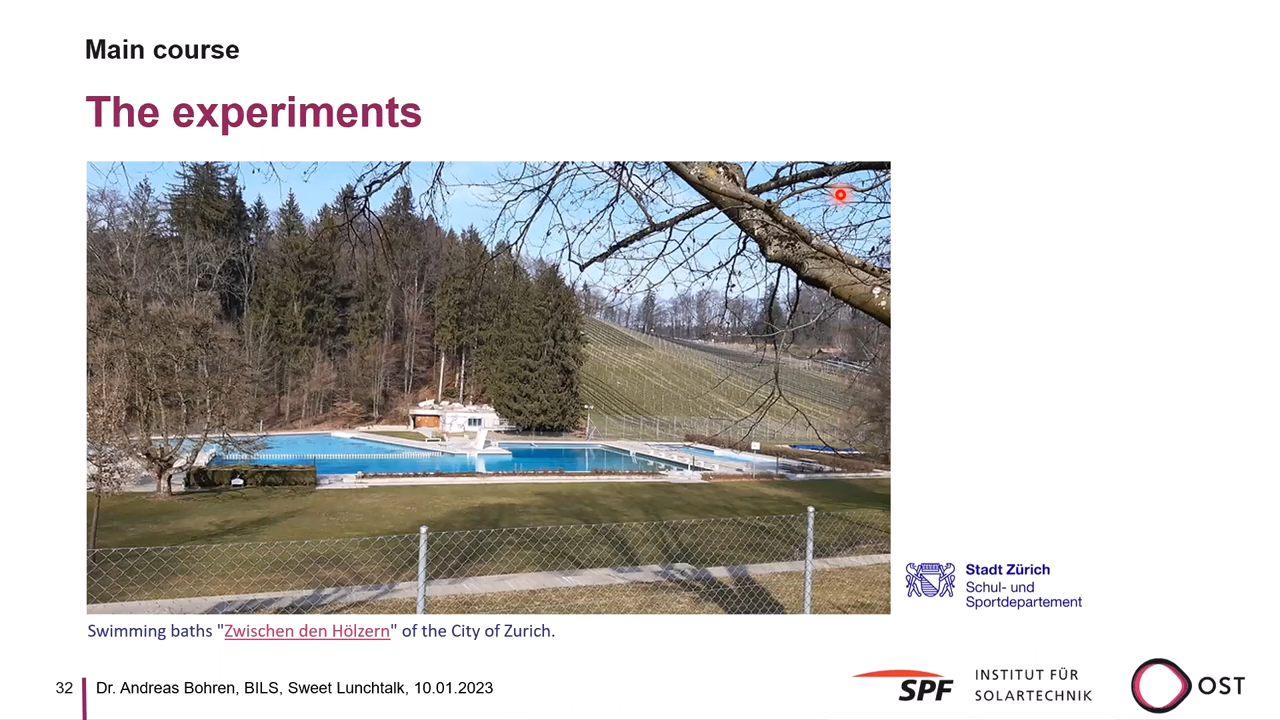 Main course
The experiments
Stadt Zürich
Schul- und
Sportdepartement
Swimming baths "Zwischen den Hölzern" of the City of Zurich.
32
Dr. Andreas Bohren, BILS, Sweet Lunchtalk, 10.01.2023
SPF
INSTITUT FÜR
SOLARTECHNIK
OST